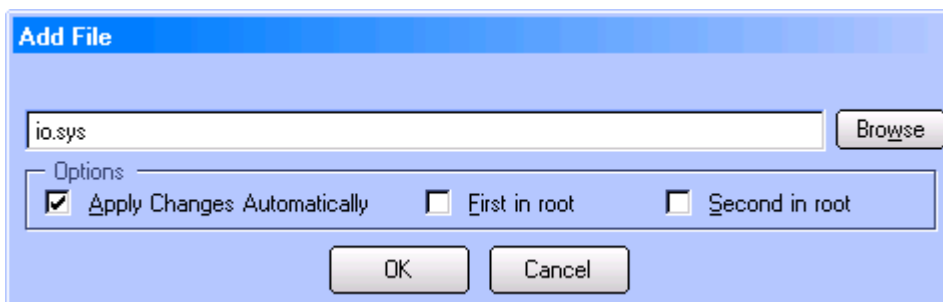 Add File
io.sys
Browse
Options
Apply Changes Automatically First in root Second in root
OK Cancel